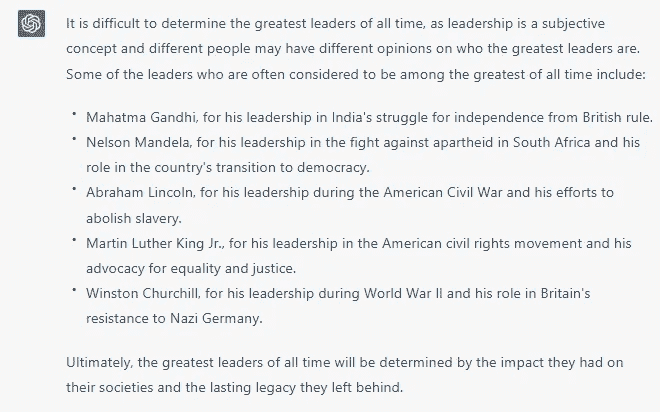 It is difficult to determine the greatest leaders of all time, as leadership is a subjective
concept and different people may have different opinions on who the greatest leaders are.
Some of the leaders who are often considered to be among the greatest of all time include:
• Mahatma Gandhi, for his leadership in India's struggle for independence from British rule.
• Nelson Mandela, for his leadership in the fight against apartheid in South Africa and his
role in the country's transition to democracy.
• Abraham Lincoln, for his leadership during the American Civil War and his efforts to
abolish slavery.
• Martin Luther King Jr., for his leadership in the American civil rights movement and his
advocacy for equality and justice.
• Winston Churchill, for his leadership during World War II and his role in Britain's
resistance to Nazi Germany.
Ultimately, the greatest leaders of all time will be determined by the impact they had on
their societies and the lasting legacy they left behind.